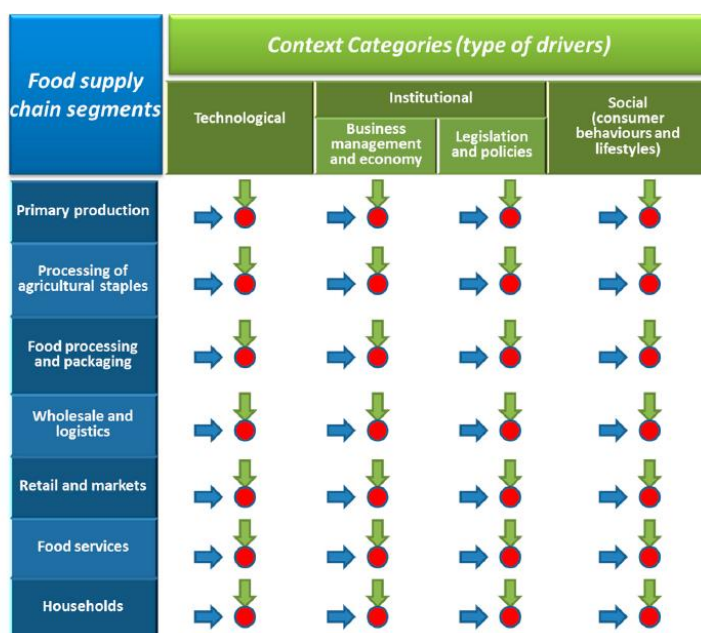 Food supply
chain segments
Context Categories (type of drivers)
Technological
Institutional
Business
management
and economy
Legislation
and policies
Social
(consumer
behaviours and
lifestyles)
Primary production
Processing of
agricultural staples
Food processing
and packaging
Wholesale and
logistics
Retail and markets
Food services
Households